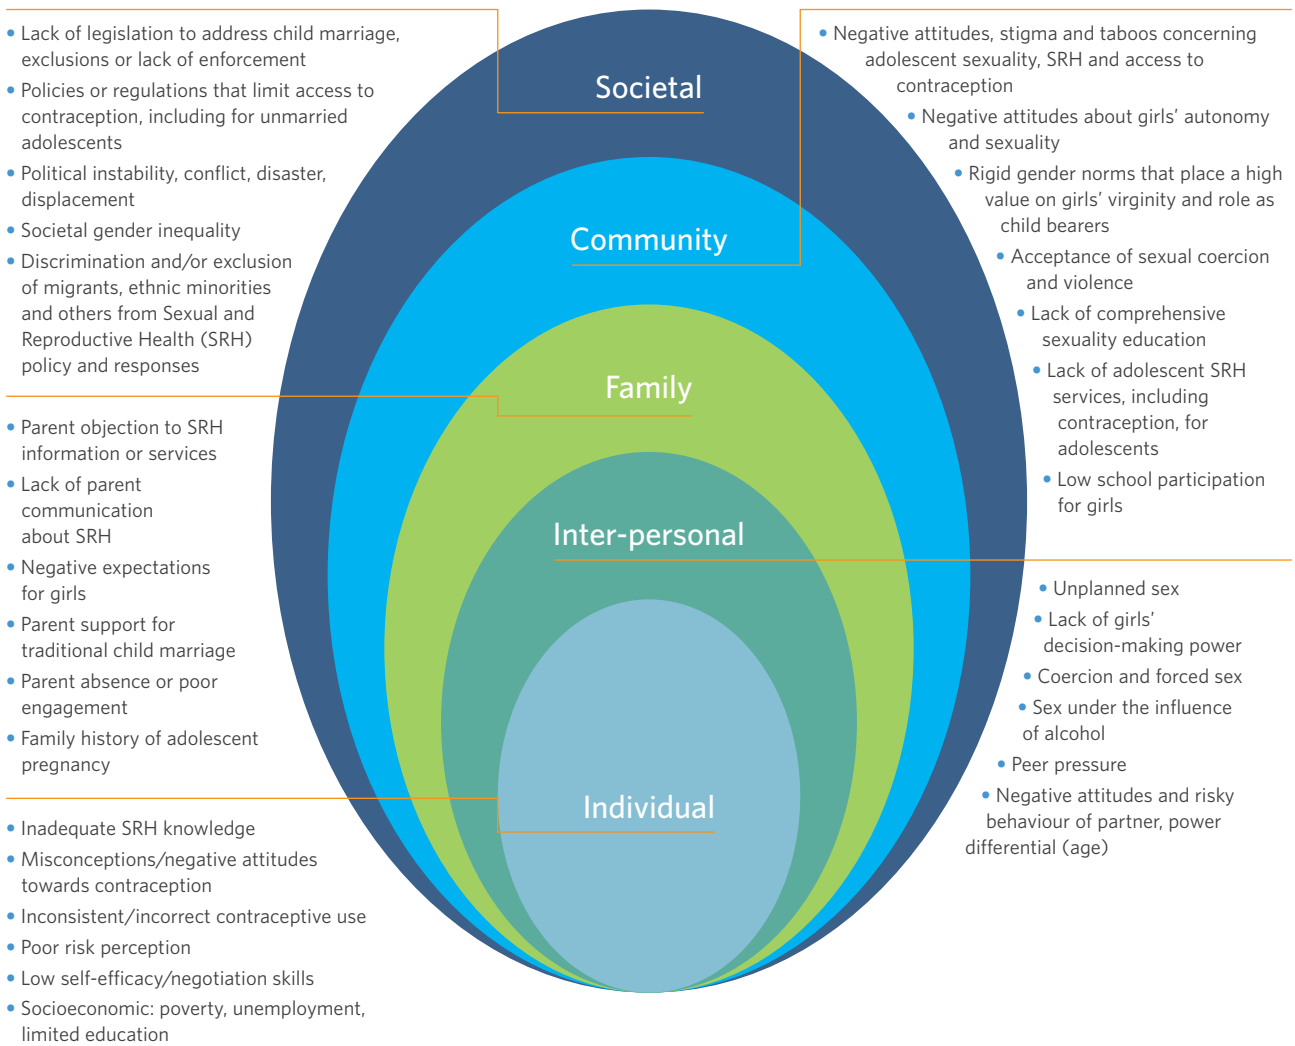 Societal
• Lack of legislation to address child marriage,
exclusions or lack of enforcement
• Policies or regulations that limit access to
contraception, including for unmarried
adolescents
• Political instability, conflict, disaster,
displacement
• Societal gender inequality
• Discrimination and/or exclusion
of migrants, ethnic minorities
and others from Sexual and
Reproductive Health (SRH)
policy and responses
Community
• Negative attitudes, stigma and taboos concerning
adolescent sexuality, SRH and access to
contraception
• Negative attitudes about girls’ autonomy
and sexuality
• Rigid gender norms that place a high
value on girls’ virginity and role as
child bearers
• Acceptance of sexual coercion
and violence
• Lack of comprehensive
sexuality education
• Lack of adolescent SRH
services, including
contraception, for
adolescents
• Low school participation
for girls
Family
• Parent objection to SRH
information or services
• Lack of parent
communication
about SRH
• Negative expectations
for girls
• Parent support for
traditional child marriage
• Parent absence or poor
engagement
• Family history of adolescent
pregnancy
Inter-personal
• Unplanned sex
• Lack of girls’
decision-making power
• Coercion and forced sex
• Sex under the influence
of alcohol
• Peer pressure
• Negative attitudes and risky
behaviour of partner, power
differential (age)
Individual
• Inadequate SRH knowledge
• Misconceptions/negative attitudes
towards contraception
• Inconsistent/incorrect contraceptive use
• Poor risk perception
• Low self-efficacy/negotiation skills
• Socioeconomic: poverty, unemployment,
limited education